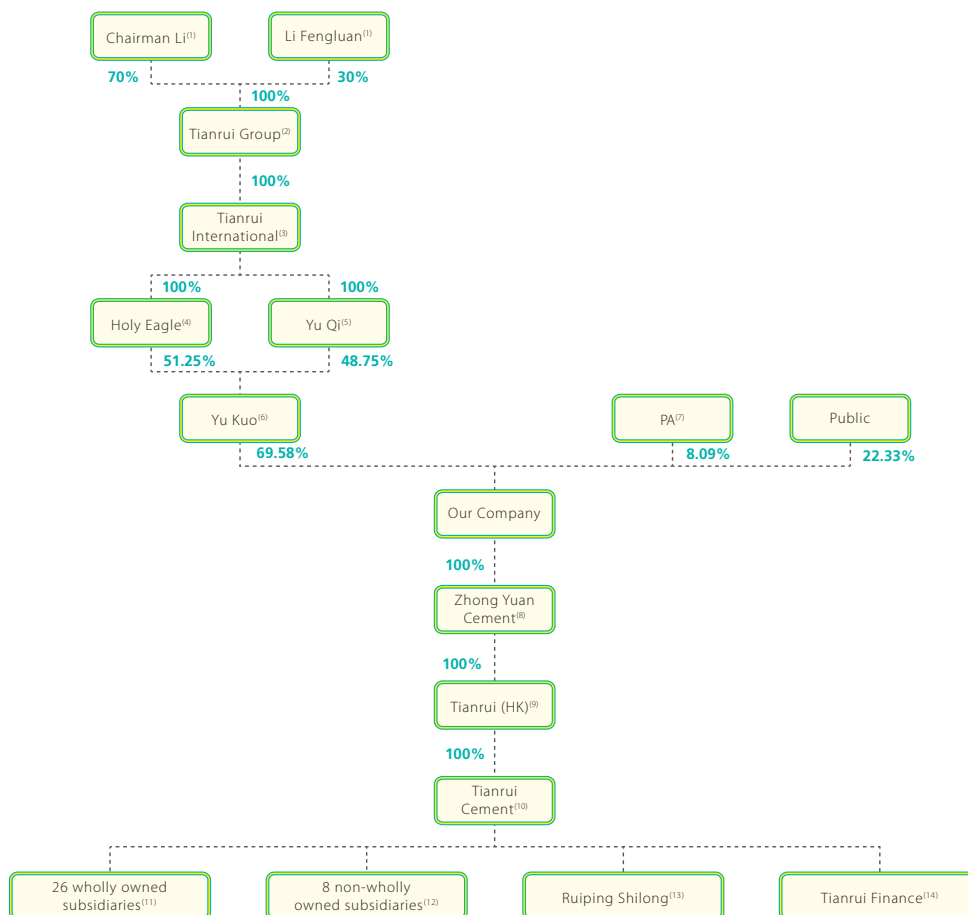 Chairman Li(1)
Li Fengluan(1)
70%
30%
100%
Tianrui Group(2)
100%
Tianrui
International(3)
100%
100%
Holy Eagle(4)
Yu Qi(5)
51.25%
48.75%
Yu Kuo(6)
PA(7)
Public
69.58%
8.09%
22.33%
Our Company
100%
Zhong Yuan
Cement(8)
100%
Tianrui (HK)(9)
100%
Tianrui
Cement(10)
26 wholly owned
subsidiaries(11)
8 non-wholly
owned subsidiaries(12)
Ruiping Shilong(13)
Tianrui Finance(14)